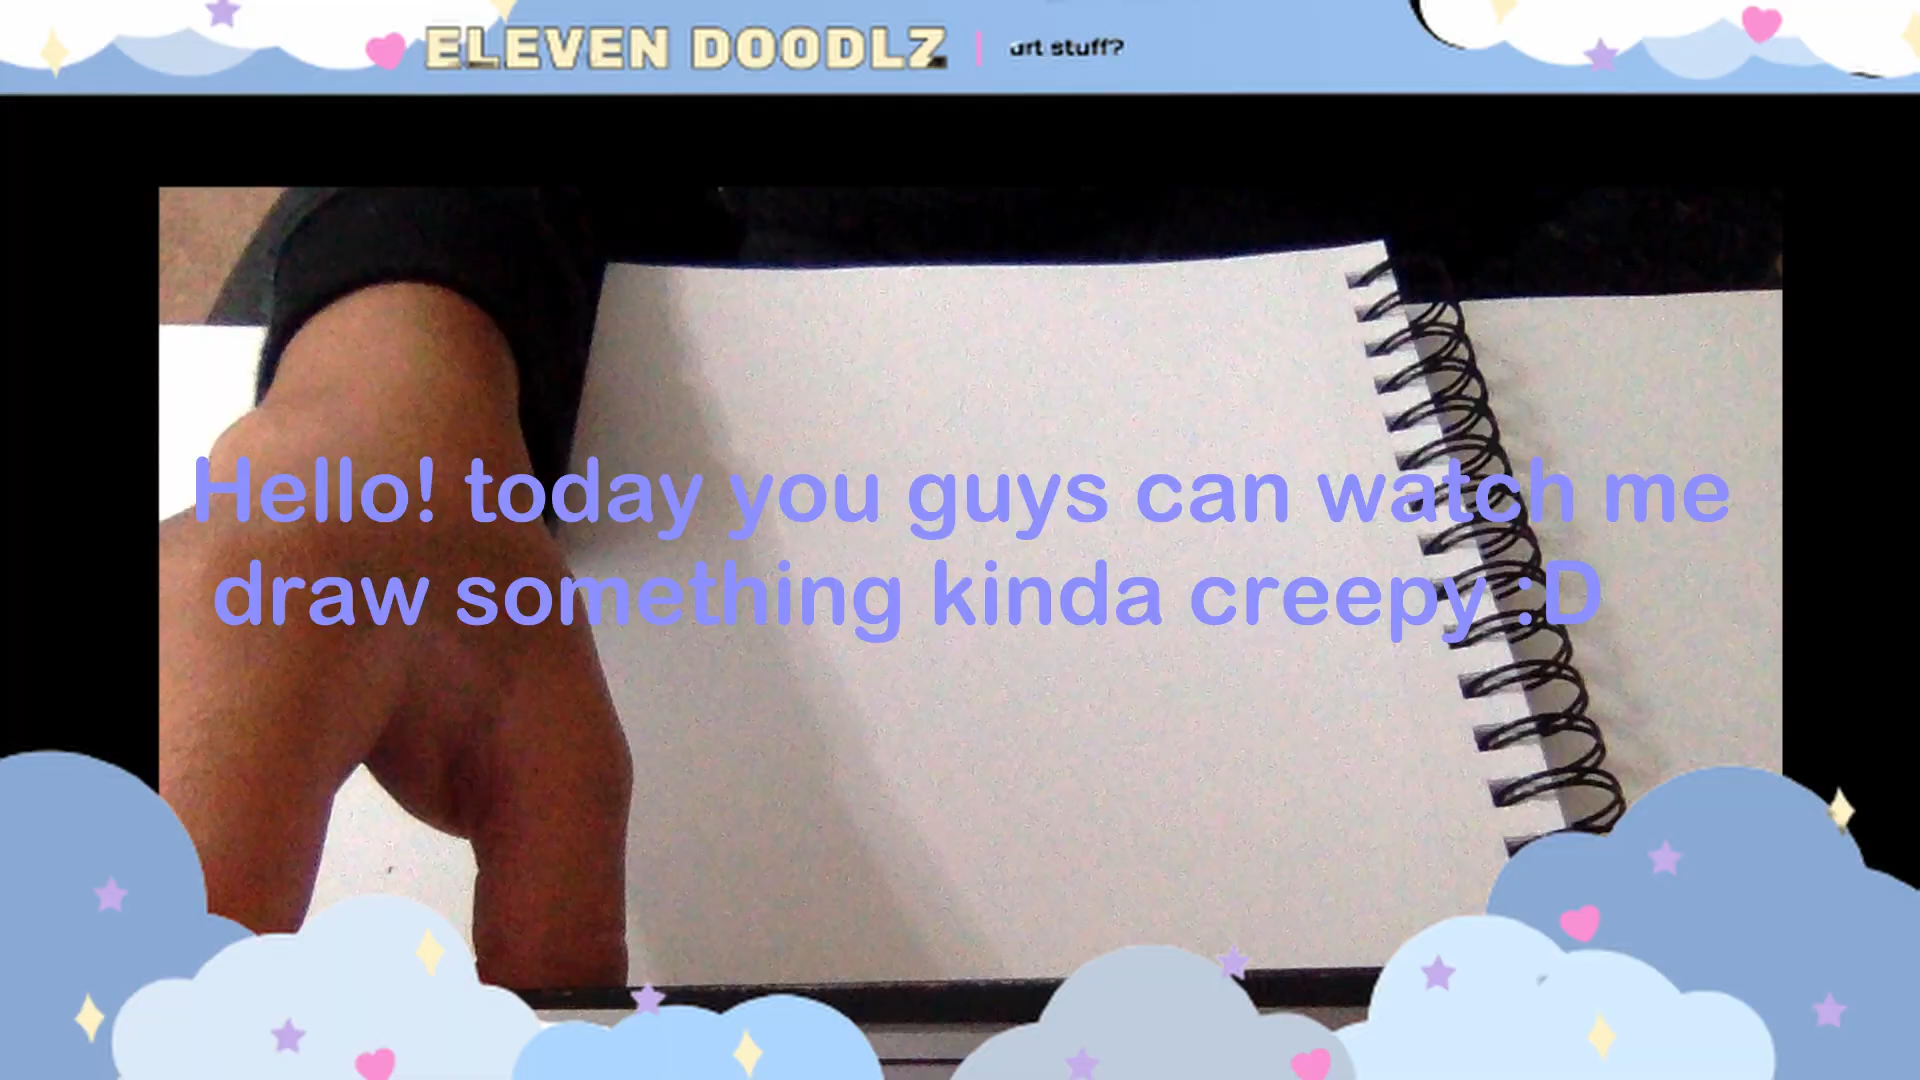 ELEVEN DOODLZ | art stuff?
Hello! today you guys can watch me
draw something kinda creepy :D